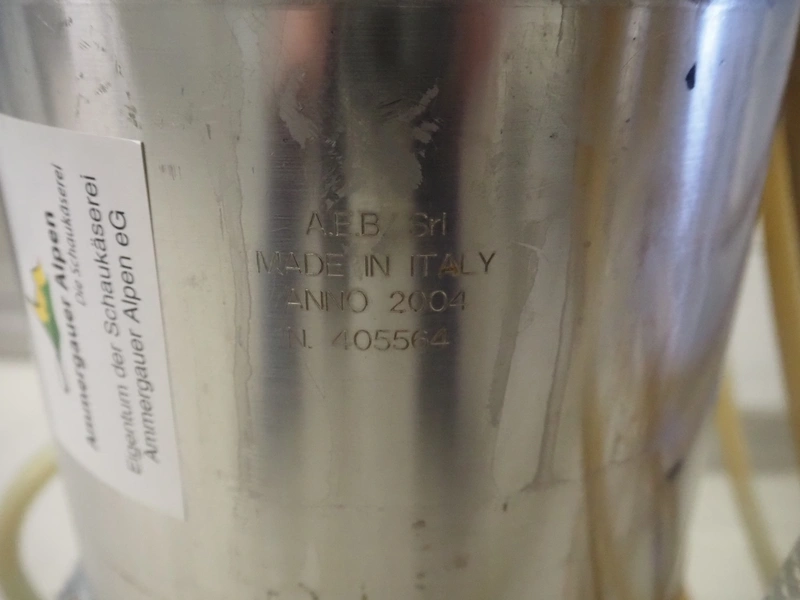 Ammergauer Alpen
Die Schaukäserei
Eigentum der Schaukäserei
Ammergauer Alpen eG
A.E.B. Srl
MADE IN ITALY
ANNO 2004
N. 405564